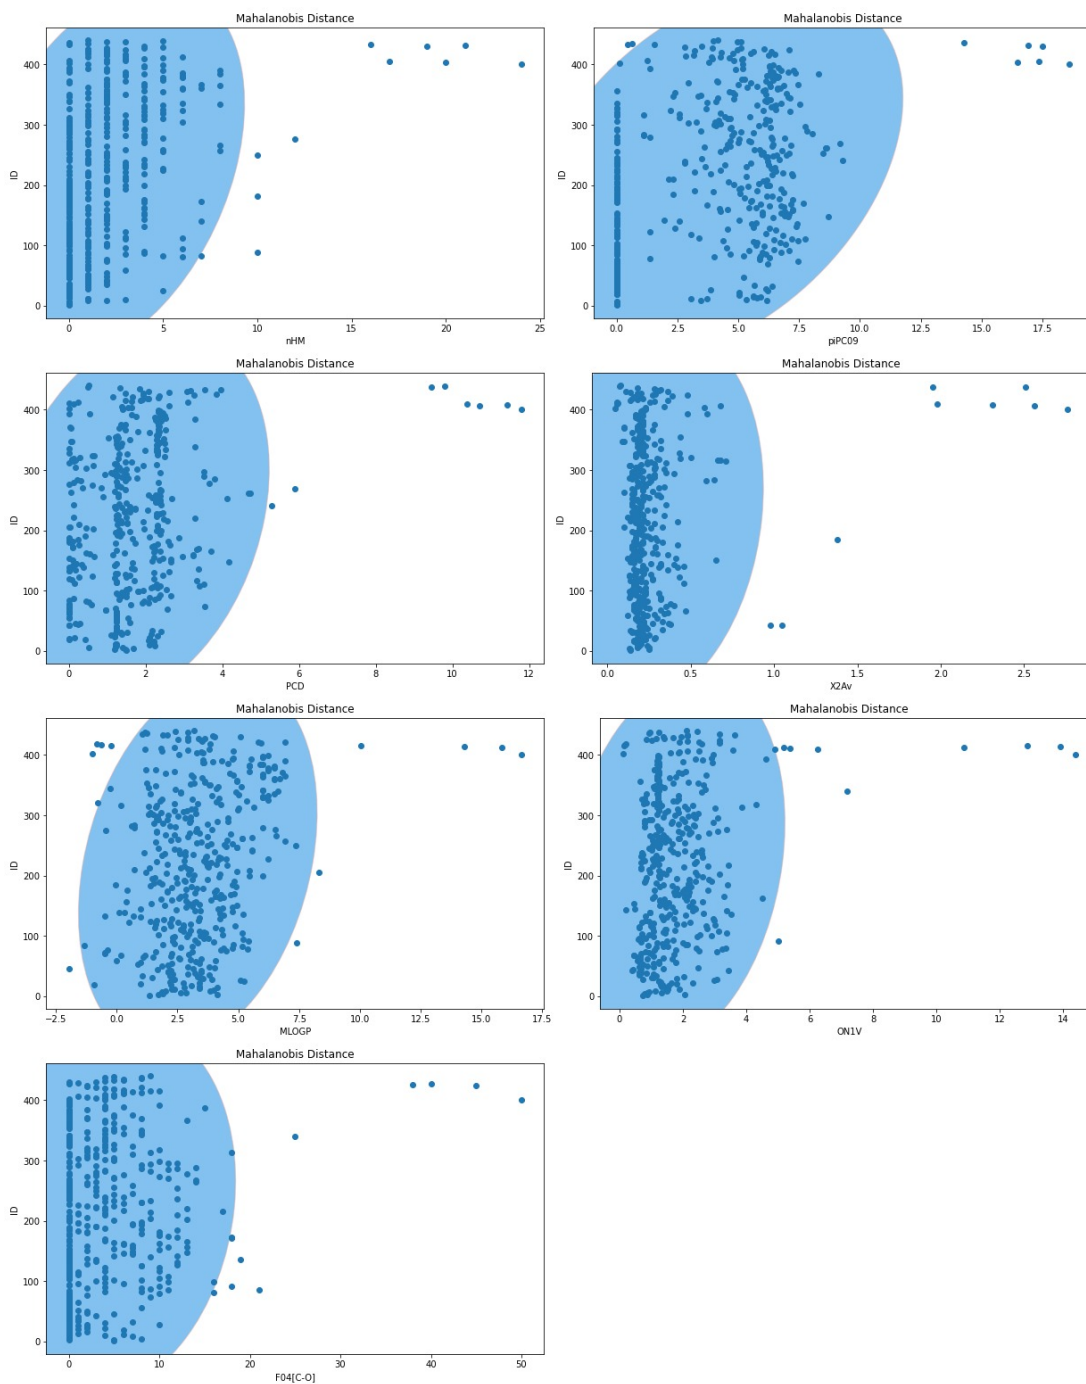 Mahalanobis Distance
400
300
200
100
0
ID
0 5 10 15 20 25
nHM
Mahalanobis Distance
400
300
200
100
0
ID
0.0 2.5 5.0 7.5 10.0 12.5 15.0 17.5
piPC09
Mahalanobis Distance
400
300
200
100
0
ID
0 2 4 6 8 10 12
PCD
Mahalanobis Distance
400
300
200
100
0
ID
0.0 0.5 1.0 1.5 2.0 2.5
X2Av
Mahalanobis Distance
400
300
200
100
0
ID
−2.5 0.0 2.5 5.0 7.5 10.0 12.5 15.0 17.5
MLOGP
Mahalanobis Distance
400
300
200
100
0
ID
0 2 4 6 8 10 12 14
ON1V
Mahalanobis Distance
400
300
200
100
0
ID
0 10 20 30 40 50
F04[C-O]